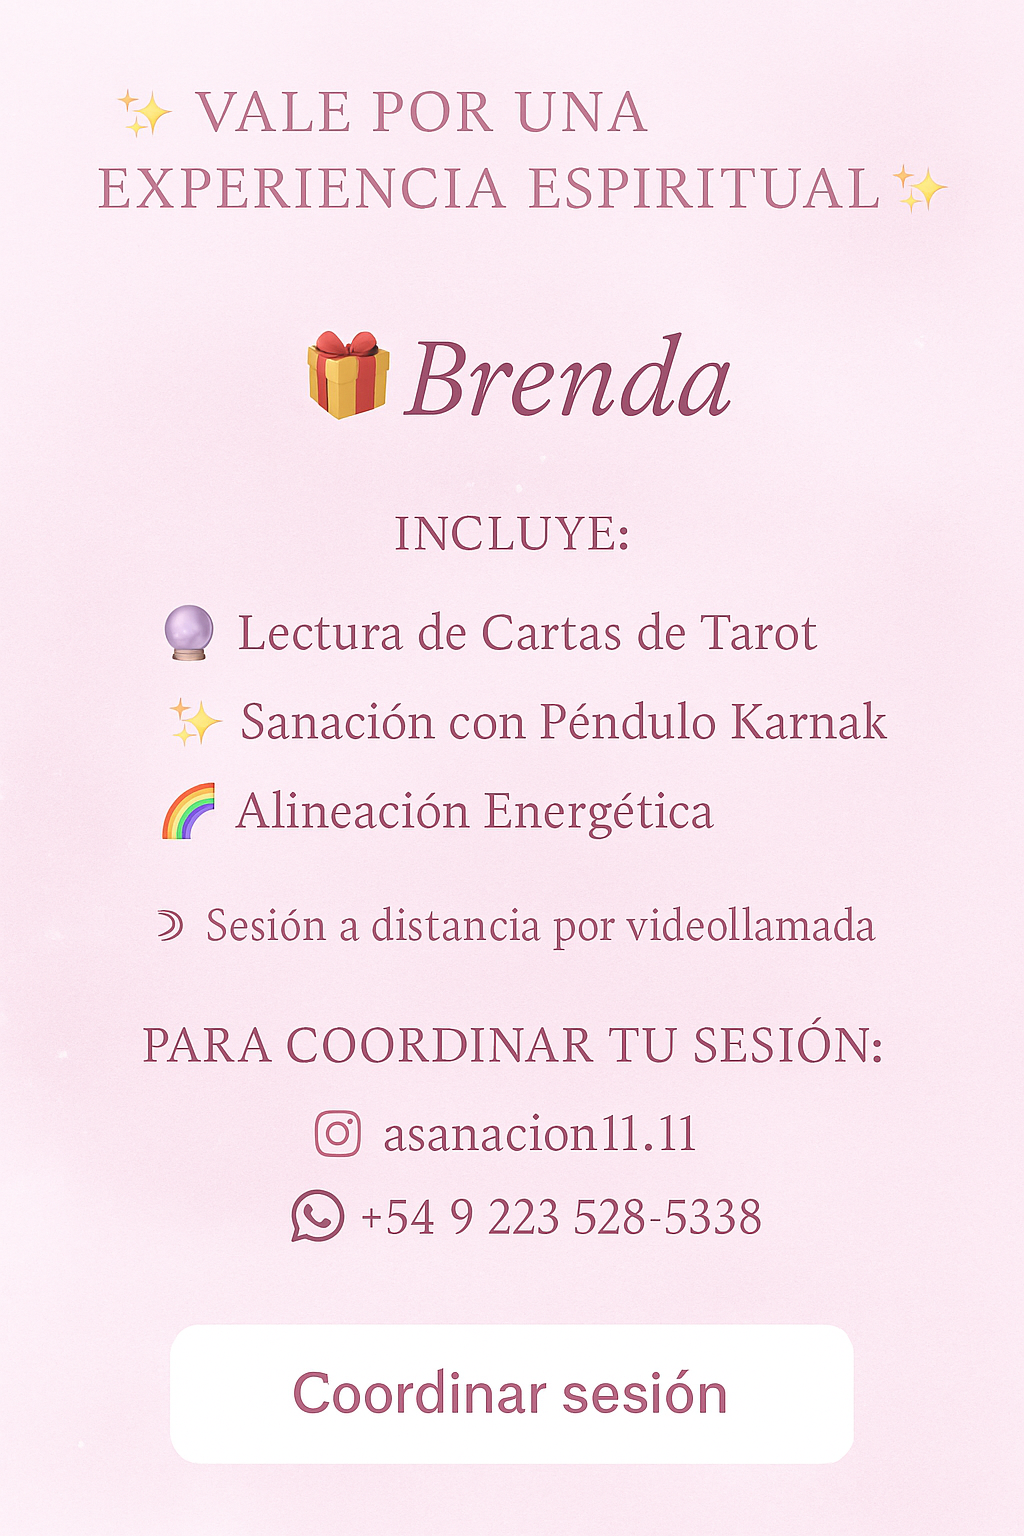 ✨ VALE POR UNA
EXPERIENCIA ESPIRITUAL ✨
🎁 Brenda
INCLUYE:
🔮 Lectura de Cartas de Tarot
✨ Sanación con Péndulo Karnak
🌈 Alineación Energética
☽ Sesión a distancia por videollamada
PARA COORDINAR TU SESIÓN:
asanacion11.11
+54 9 223 528-5338
Coordinar sesión